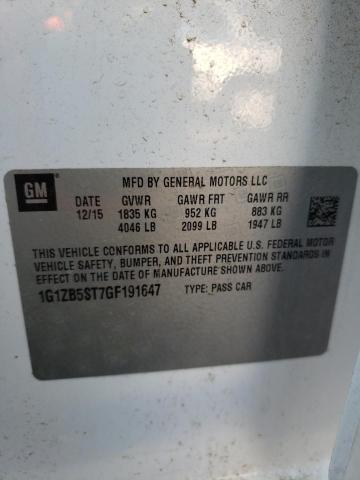 GM
MFD BY GENERAL MOTORS LLC
DATE GVWR GAWR FRT GAWR RR
12/15 1835 KG 952 KG 883 KG
4046 LB 2099 LB 1947 LB
THIS VEHICLE CONFORMS TO ALL APPLICABLE U.S. FEDERAL MOTOR
VEHICLE SAFETY, BUMPER, AND THEFT PREVENTION STANDARDS IN
EFFECT ON THE DATE OF MANUFACTURE SHOWN ABOVE.
1G1ZB5ST7GF191647 TYPE: PASS CAR